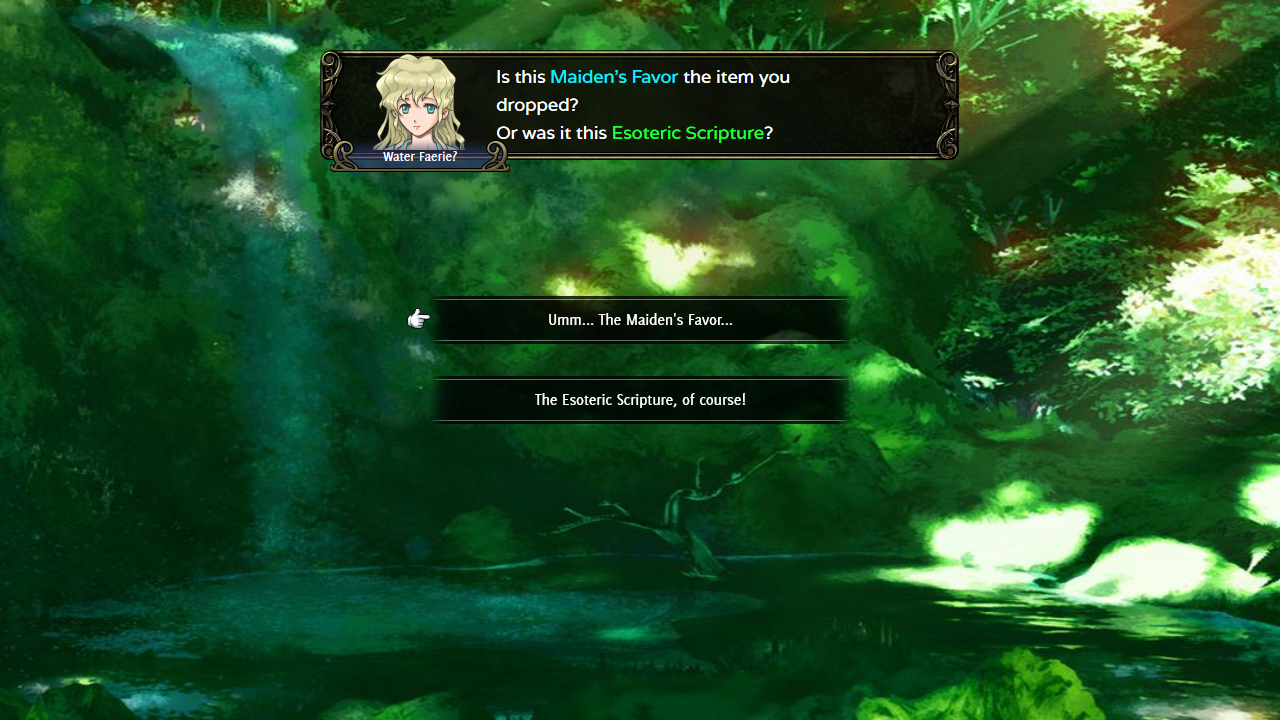 Is this Maiden's Favor the item you
dropped?
Or was it this Esoteric Scripture?
Water Faerie?
Umm... The Maiden's Favor...
The Esoteric Scripture, of course!